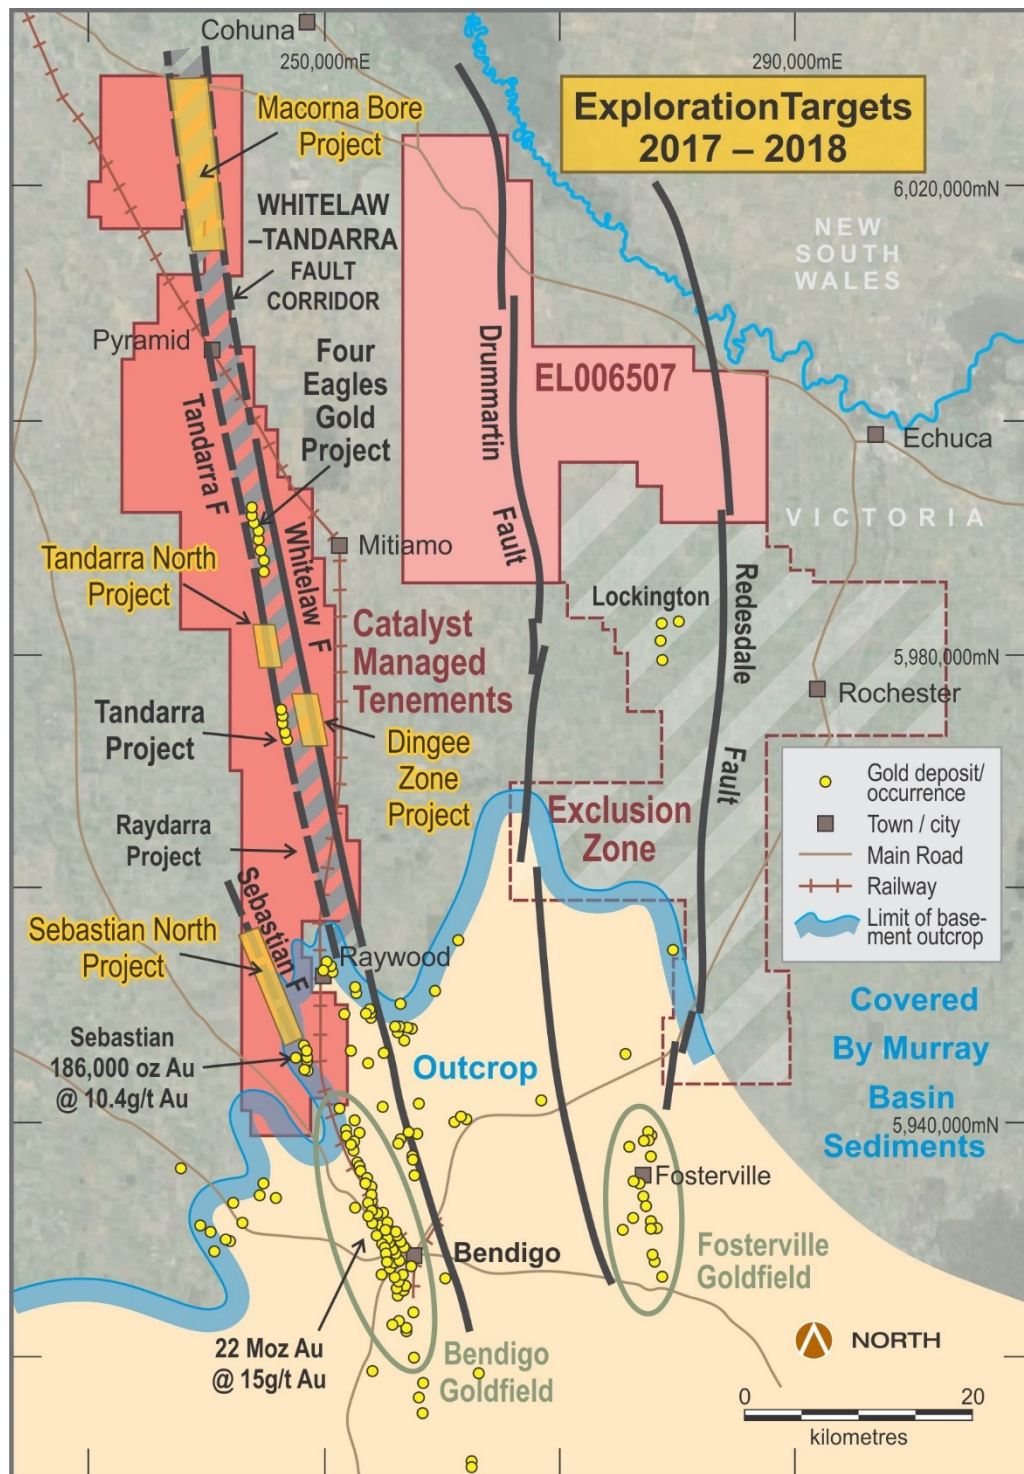 Cohuna
250,000mE
290,000mE
ExplorationTargets
2017 – 2018
Macorna Bore
Project
6,020,000mN
WHITELAW
–TANDARRA
FAULT
CORRIDOR
NEW
SOUTH
WALES
Pyramid
Four
Eagles
Gold
Project
Drummartin
Fault
EL006507
Echuca
Tandarra F
Whitelaw F
VICTORIA
Mitiamo
Tandarra North
Project
Lockington
Redesdale
Fault
Catalyst
Managed
Tenements
5,980,000mN
Rochester
Tandarra
Project
Dingee
Zone
Project
Gold deposit/
occurrence
Town / city
Main Road
Railway
Limit of base-
ment outcrop
Exclusion
Zone
Raydarra
Project
Sebastian F
Sebastian North
Project
Raywood
Sebastian
186,000 oz Au
@ 10.4g/t Au
Outcrop
Covered
By Murray
Basin
Sediments
5,940,000mN
Fosterville
Bendigo
Fosterville
Goldfield
22 Moz Au
@ 15g/t Au
Bendigo
Goldfield
NORTH
0 20
kilometres